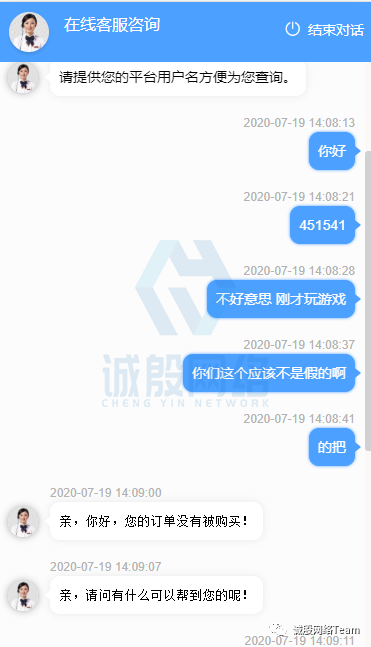 在线客服咨询
结束对话
请提供您的平台用户名方便为您查询。
2020-07-19 14:08:13
你好
2020-07-19 14:08:21
451541
2020-07-19 14:08:28
不好意思 刚才玩游戏
2020-07-19 14:08:37
你们这个应该不是假的啊
2020-07-19 14:08:41
的把
诚殷网络
CHENG YIN NETWORK
2020-07-19 14:09:00
亲，你好，您的订单没有被购买！
2020-07-19 14:09:07
亲，请问有什么可以帮到您的呢！
诚殷网络Team
2020-07-19 14:09:11